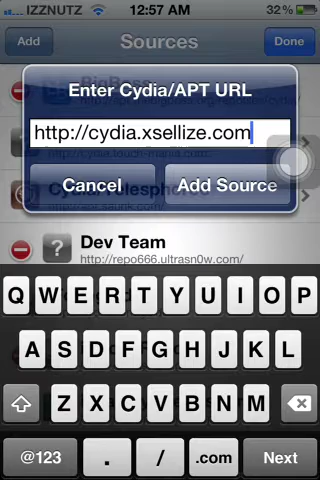 IZZNUTZ 12:57 AM 32%
Add Sources Done
BigBoss
Enter Cydia/APT URL
http://cydia.xsellize.com
Cancel Add Source
Dev Team
http://repo666.ultrasn0w.com/
Q W E R T Y U I O P
A S D F G H J K L
Z X C V B N M
@123 . / .com Next